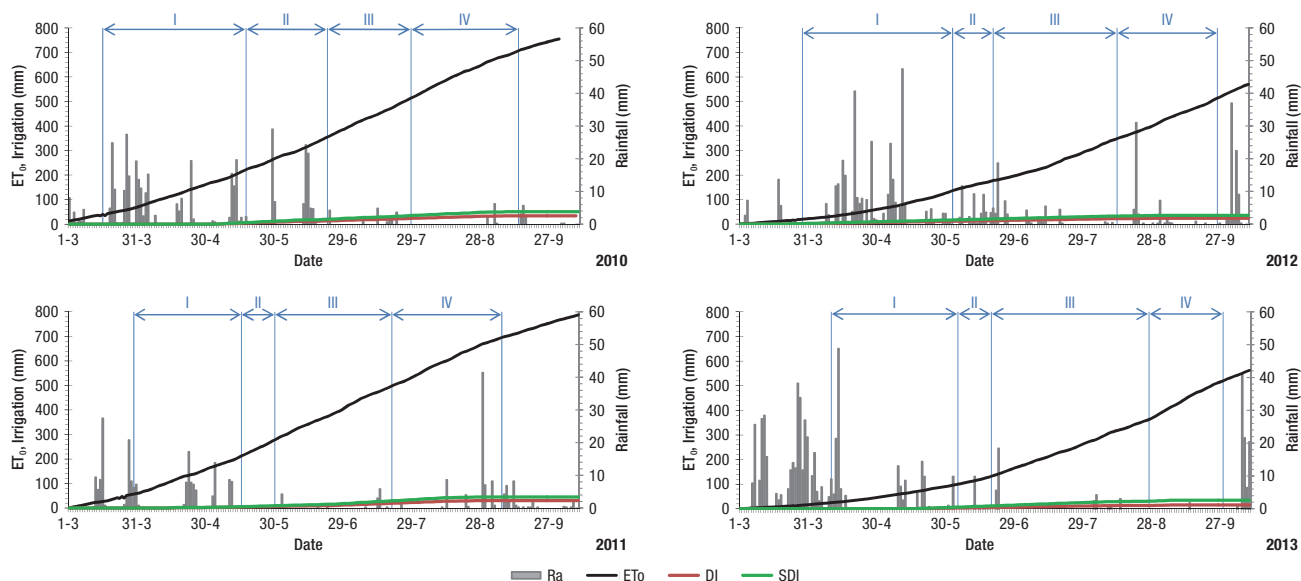 I II III IV
800 60
700 50
600
500 40
400 30
300 20
200
100 10
0 0
ET0, Irrigation (mm)
Rainfall (mm)
1-3 31-3 30-4 30-5 29-6 29-7 28-8 27-9
Date
2010
I II III IV
800 60
700 50
600
500 40
400 30
300 20
200
100 10
0 0
ET0, Irrigation (mm)
Rainfall (mm)
1-3 31-3 30-4 30-5 29-6 29-7 28-8 27-9
Date
2012
I II III IV
800 60
700 50
600
500 40
400 30
300 20
200
100 10
0 0
ET0, Irrigation (mm)
Rainfall (mm)
1-3 31-3 30-4 30-5 29-6 29-7 28-8 27-9
Date
2011
I II III IV
800 60
700 50
600
500 40
400 30
300 20
200
100 10
0 0
ET0, Irrigation (mm)
Rainfall (mm)
1-3 31-3 30-4 30-5 29-6 29-7 28-8 27-9
Date
2013
Ra ETo DI SDI